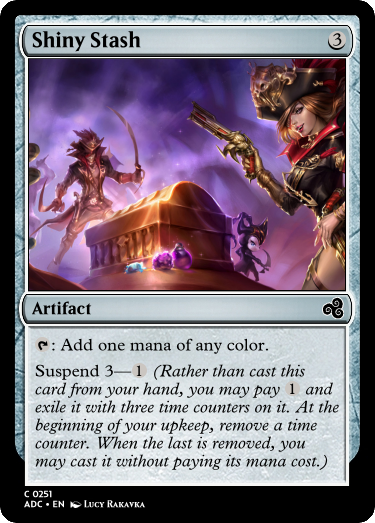 Shiny Stash 3
Artifact
: Add one mana of any color.
Suspend 3—1 (Rather than cast this
card from your hand, you may pay 1 and
exile it with three time counters on it. At the
beginning of your upkeep, remove a time
counter. When the last is removed, you
may cast it without paying its mana cost.)
C 0251
ADC • EN Lucy Rakavka